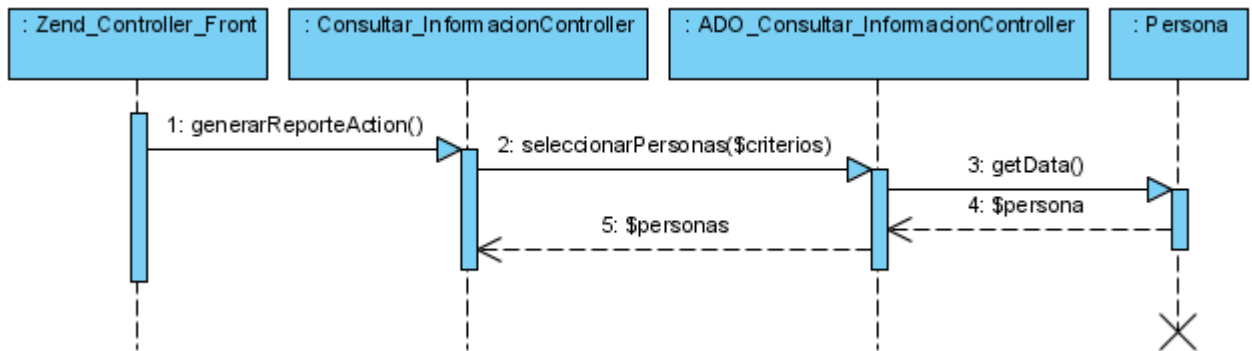 : Zend_Controller_Front
: Consultar_InformacionController
: ADO_Consultar_InformacionController
: Persona
1: generarReporteAction()
2: seleccionarPersonas($criterios)
3: getData()
4: $persona
5: $personas